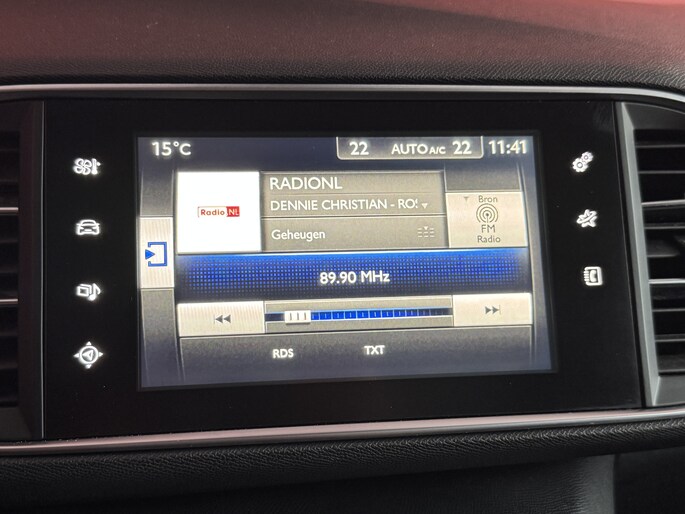 15°C
22 AUTO A/C 22
11:41
Radio NL
RADIONL
DENNIE CHRISTIAN - ROS
Geheugen
Bron
FM
Radio
89.90 MHz
RDS
TXT